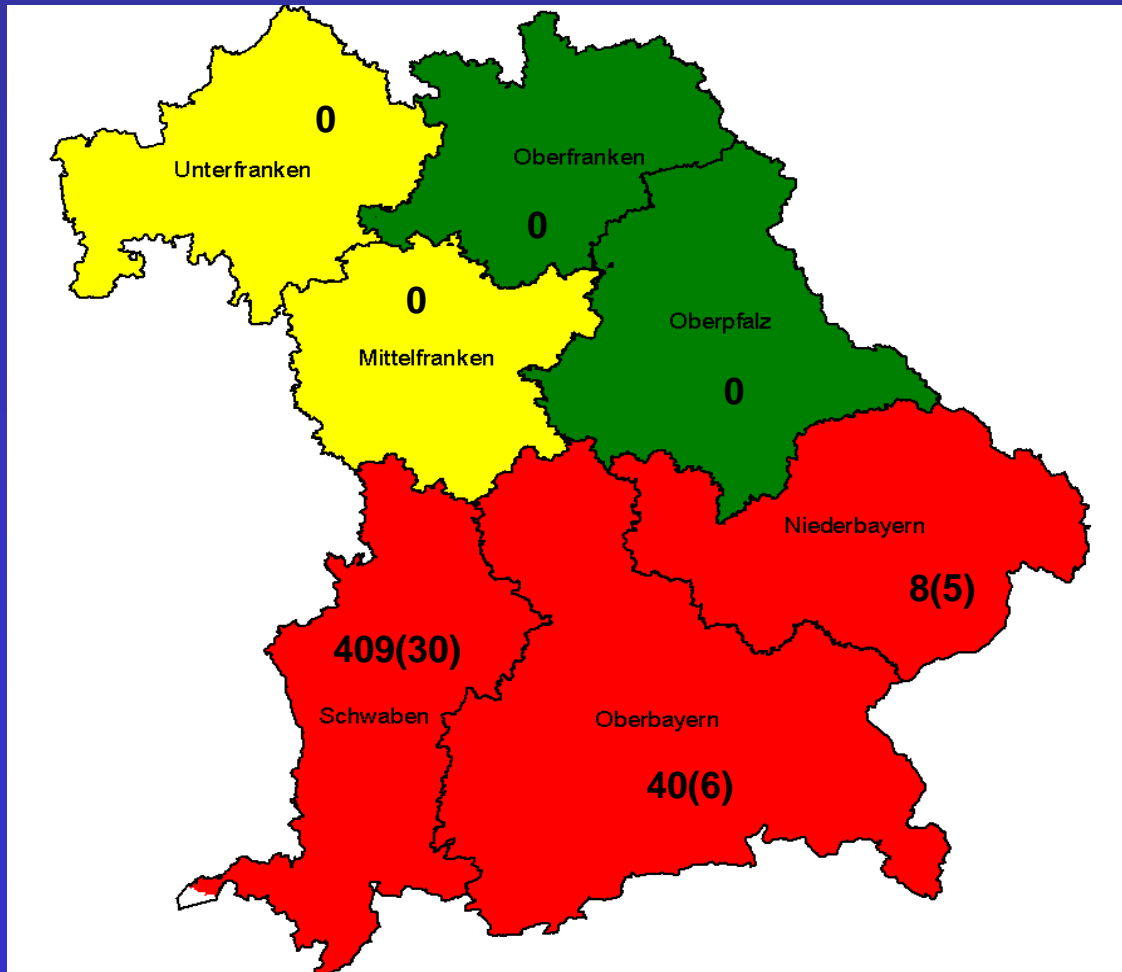 0
Unterfranken
Oberfranken
0
0
Mittelfranken
Oberpfalz
0
Niederbayern
8(5)
409(30)
Schwaben
Oberbayern
40(6)